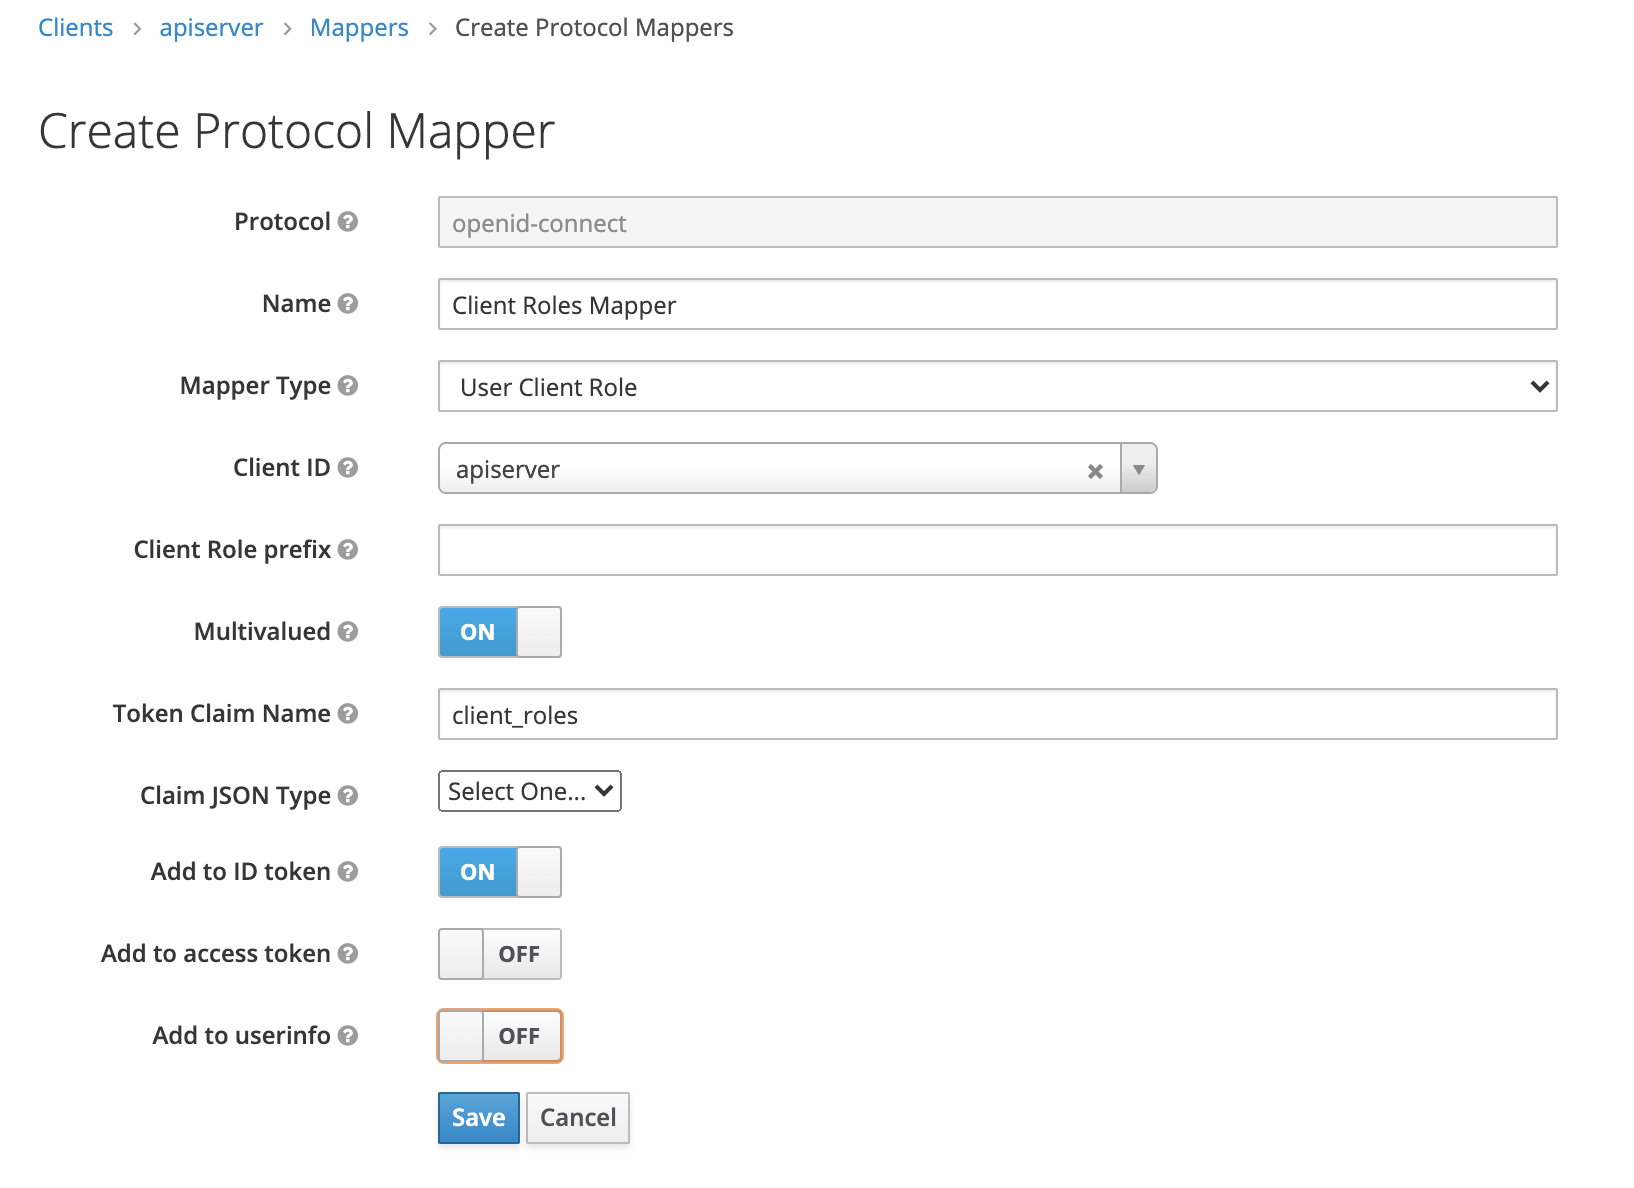 Clients > apiserver > Mappers > Create Protocol Mappers
Create Protocol Mapper
Protocol ? openid-connect
Name ? Client Roles Mapper
Mapper Type ? User Client Role
Client ID ? apiserver ×
Client Role prefix ?
Multivalued ? ON
Token Claim Name ? client_roles
Claim JSON Type ? Select One...
Add to ID token ? ON
Add to access token ? OFF
Add to userinfo ? OFF
Save Cancel